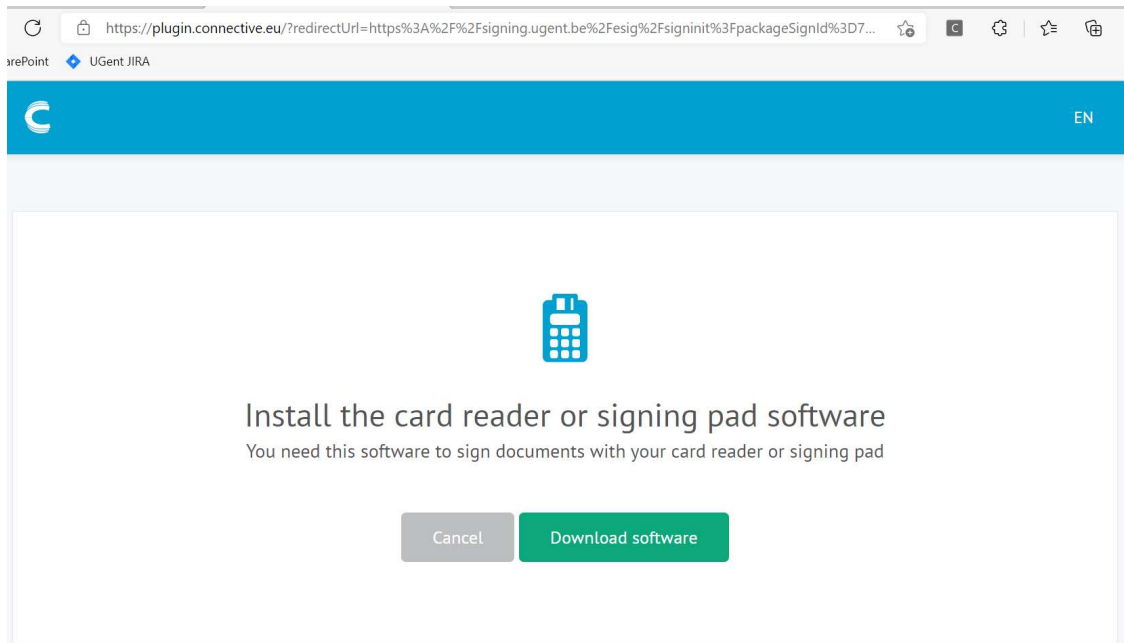 https://plugin.connective.eu/?redirectUrl=https%3A%2F%2Fsigning.ugent.be%2Fesig%2Fsigninit%3FpackageSignId%3D7...
arePoint UGent JIRA
C EN
Install the card reader or signing pad software
You need this software to sign documents with your card reader or signing pad
Cancel Download software